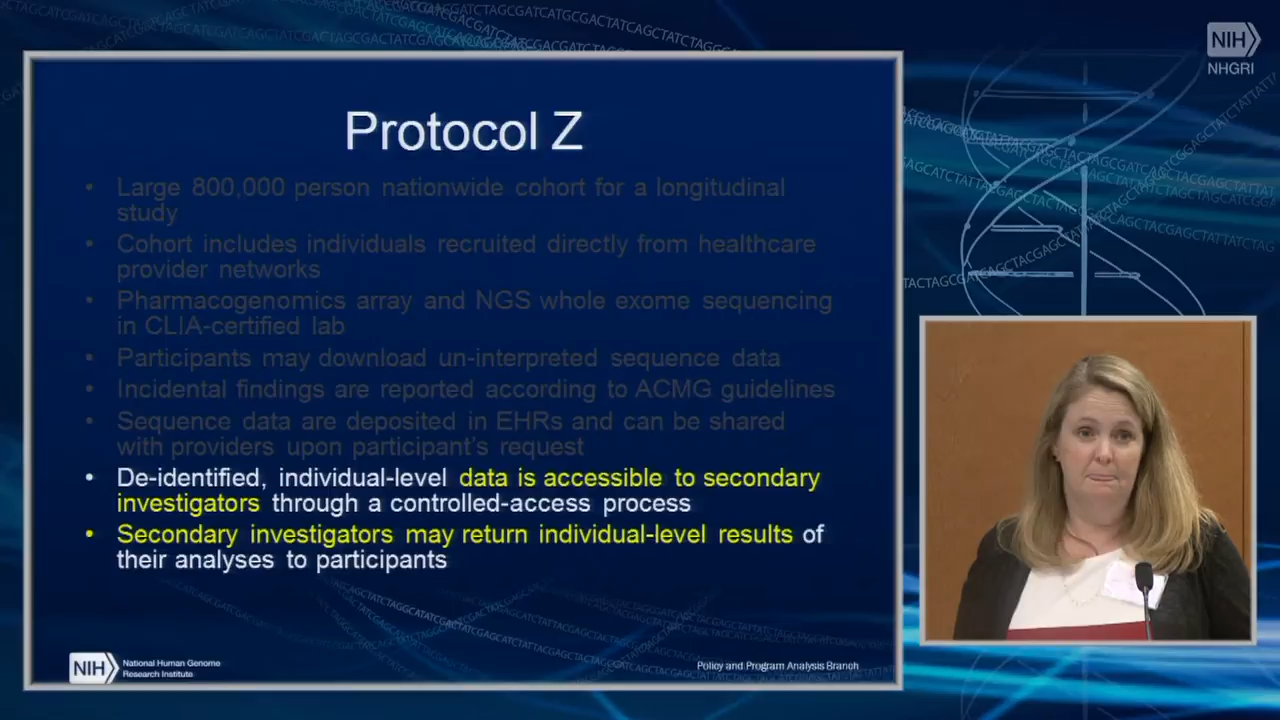 NIH
NHGRI
Protocol Z
• Large 800,000 person nationwide cohort for a longitudinal
study
• Cohort includes individuals recruited directly from healthcare
provider networks
• Pharmacogenomics array and NGS whole exome sequencing
in CLIA-certified lab
• Participants may download un-interpreted sequence data
• Incidental findings are reported according to ACMG guidelines
• Sequence data are deposited in EHRs and can be shared
with providers upon participant's request
• De-identified, individual-level data is accessible to secondary
investigators through a controlled-access process
• Secondary investigators may return individual-level results of
their analyses to participants
NIH
National Human Genome
Research Institute
Policy and Program Analysis Branch